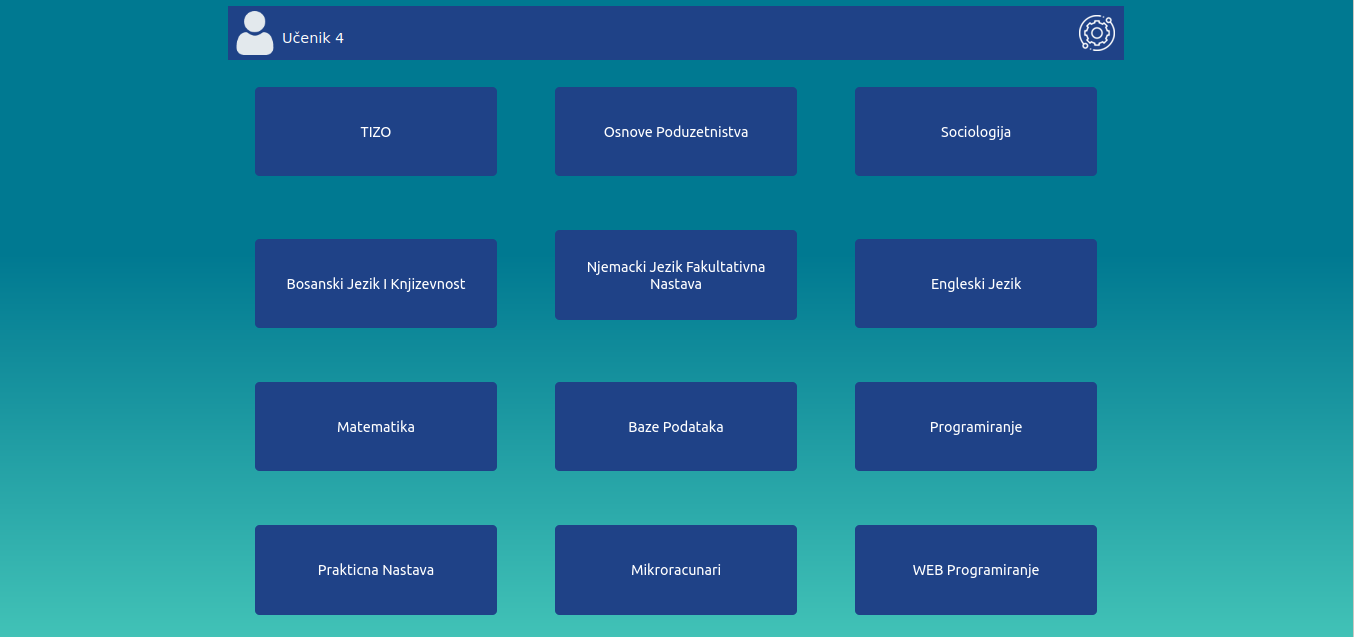 Učenik 4
TIZO
Osnove Poduzetnistva
Sociologija
Bosanski Jezik I Knjizevnost
Njemacki Jezik Fakultativna
Nastava
Engleski Jezik
Matematika
Baze Podataka
Programiranje
Prakticna Nastava
Mikroracunari
WEB Programiranje